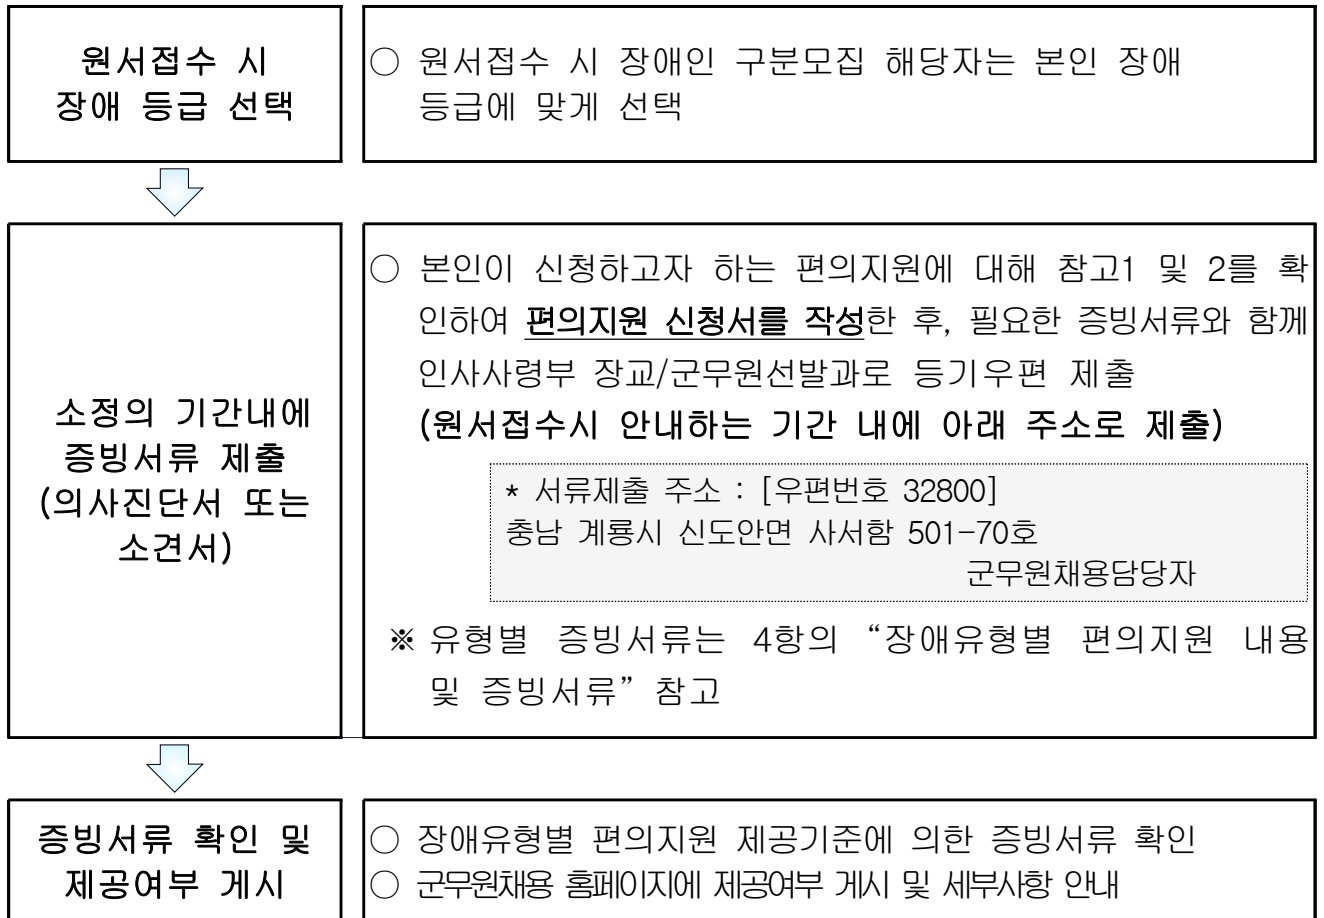 원서접수 시
장애 등급 선택
○ 원서접수 시 장애인 구분모집 해당자는 본인 장애
등급에 맞게 선택
소정의 기간내에
증빙서류 제출
(의사진단서 또는
소견서)
○ 본인이 신청하고자 하는 편의지원에 대해 참고1 및 2를 확
인하여 편의지원 신청서를 작성한 후, 필요한 증빙서류와 함께
인사사령부 장교/군무원선발과로 등기우편 제출
(원서접수시 안내하는 기간 내에 아래 주소로 제출)
* 서류제출 주소 : [우편번호 32800]
충남 계룡시 신도안면 사서함 501-70호
군무원채용담당자
※ 유형별 증빙서류는 4항의 “장애유형별 편의지원 내용
및 증빙서류” 참고
증빙서류 확인 및
제공여부 게시
○ 장애유형별 편의지원 제공기준에 의한 증빙서류 확인
○ 군무원채용 홈페이지에 제공여부 게시 및 세부사항 안내